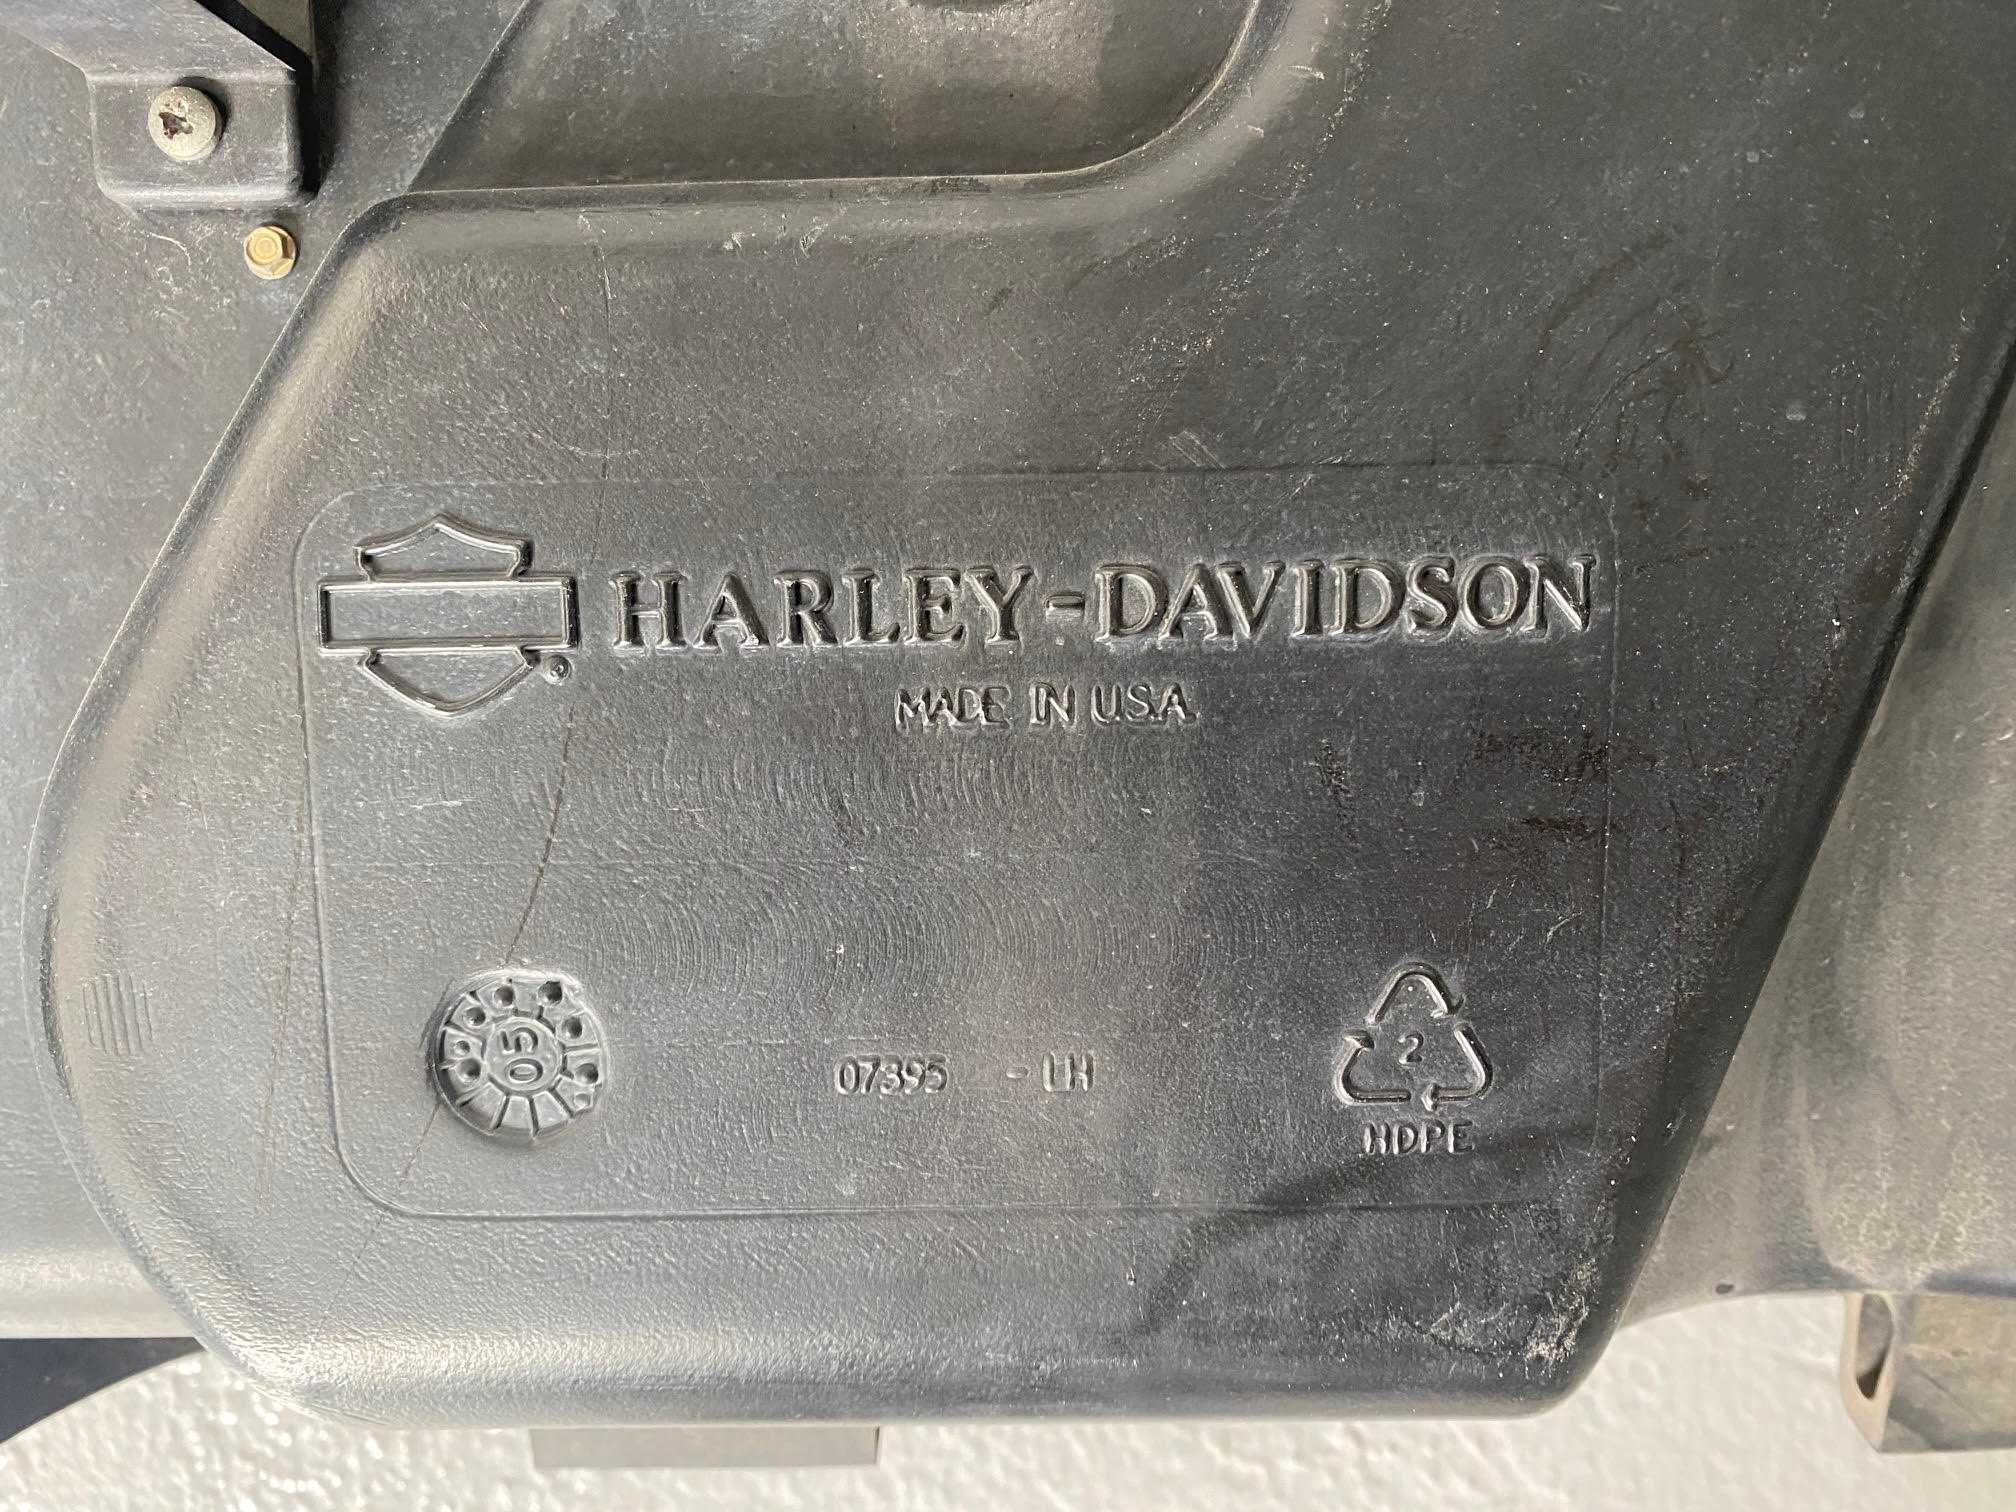 HARLEY-DAVIDSON
®
MADE IN U.S.A.
05
07395 - LH
2
HDPE